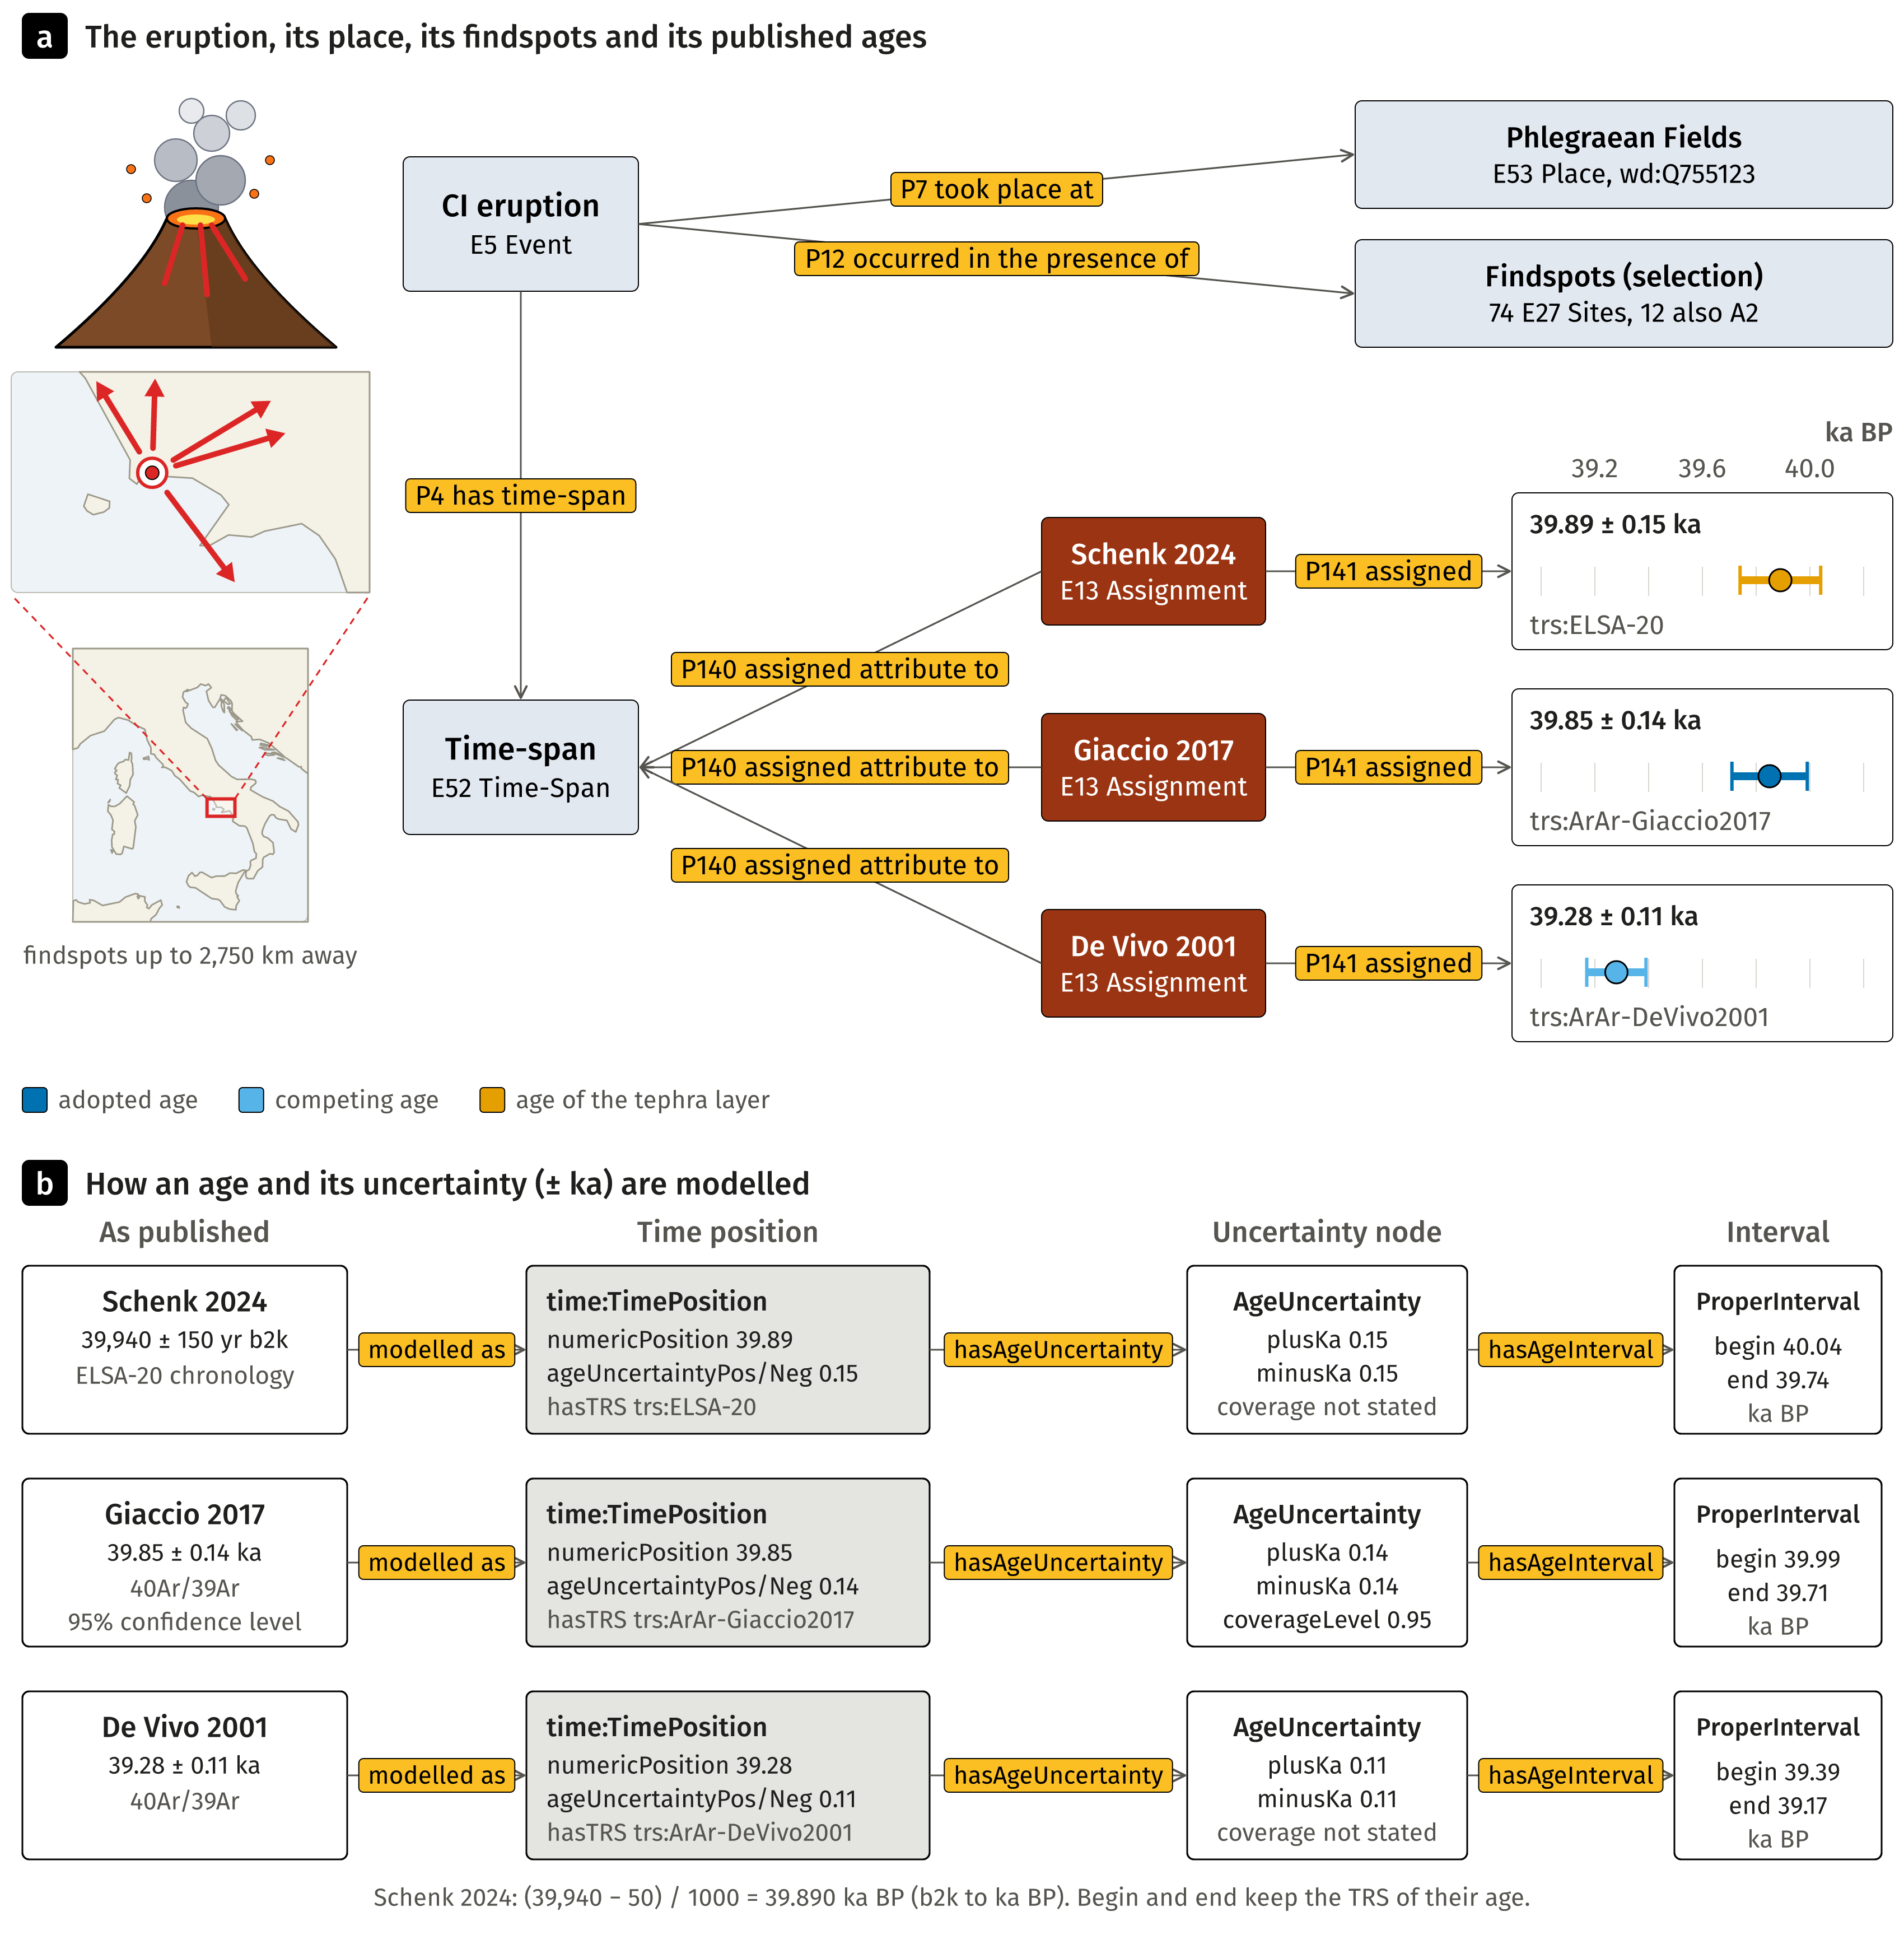 a The eruption, its place, its findspots and its published ages
CI eruption
E5 Event
P7 took place at
P12 occurred in the presence of
Phlegraean Fields
E53 Place, wd:Q755123
Findspots (selection)
74 E27 Sites, 12 also A2
P4 has time-span
Time-span
E52 Time-Span
findspots up to 2,750 km away
P140 assigned attribute to
P140 assigned attribute to
P140 assigned attribute to
Schenk 2024
E13 Assignment
Giaccio 2017
E13 Assignment
De Vivo 2001
E13 Assignment
P141 assigned
P141 assigned
P141 assigned
ka BP
39.2 39.6 40.0
39.89 ± 0.15 ka
trs:ELSA-20
39.85 ± 0.14 ka
trs:ArAr-Giaccio2017
39.28 ± 0.11 ka
trs:ArAr-DeVivo2001
adopted age competing age age of the tephra layer
b How an age and its uncertainty (± ka) are modelled
As published Time position Uncertainty node Interval
Schenk 2024
39,940 ± 150 yr b2k
ELSA-20 chronology
modelled as
time:TimePosition
numericPosition 39.89
ageUncertaintyPos/Neg 0.15
hasTRS trs:ELSA-20
hasAgeUncertainty
AgeUncertainty
plusKa 0.15
minusKa 0.15
coverage not stated
hasAgeInterval
ProperInterval
begin 40.04
end 39.74
ka BP
Giaccio 2017
39.85 ± 0.14 ka
40Ar/39Ar
95% confidence level
modelled as
time:TimePosition
numericPosition 39.85
ageUncertaintyPos/Neg 0.14
hasTRS trs:ArAr-Giaccio2017
hasAgeUncertainty
AgeUncertainty
plusKa 0.14
minusKa 0.14
coverageLevel 0.95
hasAgeInterval
ProperInterval
begin 39.99
end 39.71
ka BP
De Vivo 2001
39.28 ± 0.11 ka
40Ar/39Ar
modelled as
time:TimePosition
numericPosition 39.28
ageUncertaintyPos/Neg 0.11
hasTRS trs:ArAr-DeVivo2001
hasAgeUncertainty
AgeUncertainty
plusKa 0.11
minusKa 0.11
coverage not stated
hasAgeInterval
ProperInterval
begin 39.39
end 39.17
ka BP
Schenk 2024: (39,940 − 50) / 1000 = 39.890 ka BP (b2k to ka BP). Begin and end keep the TRS of their age.